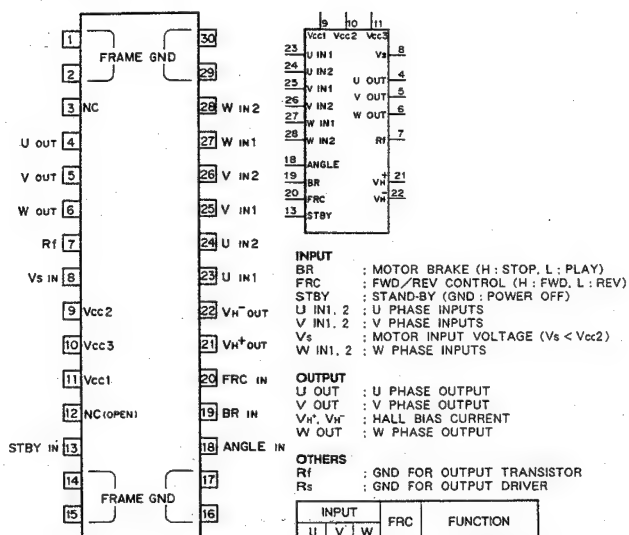 1 30
FRAME GND
2 29
3 NC 28 W IN2
U OUT 4 27 W IN1
V OUT 5 26 V IN2
W OUT 6 25 V IN1
Rf 7 24 U IN2
Vs IN 8 23 U IN1
9 Vcc2 22 VH⁻ OUT
10 Vcc3 21 VH⁺ OUT
11 Vcc1 20 FRC IN
12 NC(OPEN) 19 BR IN
STBY IN 13 18 ANGLE IN
14 17
FRAME GND
15 16
9 10 11
Vcc1 Vcc2 Vcc3
23 U IN1 Vs 8
24 U IN2 U OUT 4
25 V IN1 V OUT 5
26 V IN2 W OUT 6
27 W IN1
28 W IN2 Rf 7
18 ANGLE
19 BR VH⁺ 21
20 FRC VH⁻ 22
13 STBY
INPUT
BR ; MOTOR BRAKE (H : STOP, L : PLAY)
FRC ; FWD/REV CONTROL (H : FWD, L : REV)
STBY ; STAND-BY (GND : POWER OFF)
U IN1, 2 ; U PHASE INPUTS
V IN1, 2 ; V PHASE INPUTS
Vs ; MOTOR INPUT VOLTAGE (Vs < Vcc2)
W IN1, 2 ; W PHASE INPUTS
OUTPUT
U OUT ; U PHASE OUTPUT
V OUT ; V PHASE OUTPUT
VH⁺, VH⁻ ; HALL BIAS CURRENT
W OUT ; W PHASE OUTPUT
OTHERS
Rf ; GND FOR OUTPUT TRANSISTOR
Rs ; GND FOR OUTPUT DRIVER
INPUT FRC FUNCTION
U V W